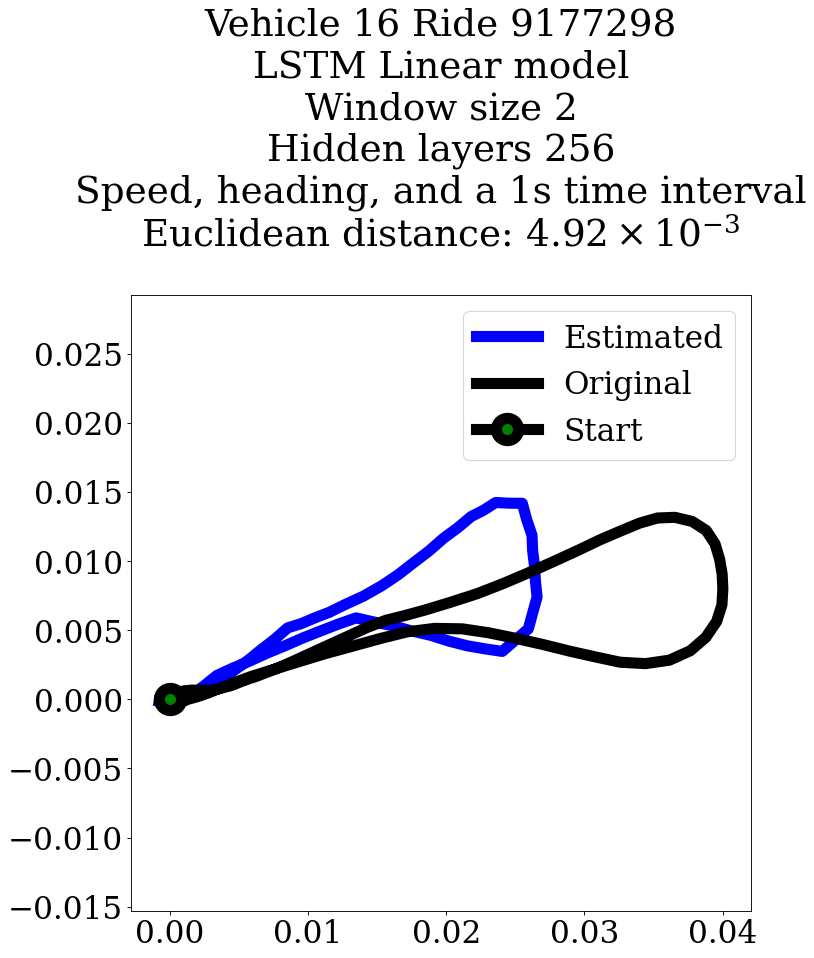 Vehicle 16 Ride 9177298
LSTM Linear model
Window size 2
Hidden layers 256
Speed, heading, and a 1s time interval
Euclidean distance: 4.92 × 10⁻³
Estimated
Original
Start
0.025
0.020
0.015
0.010
0.005
0.000
−0.005
−0.010
−0.015
0.00 0.01 0.02 0.03 0.04